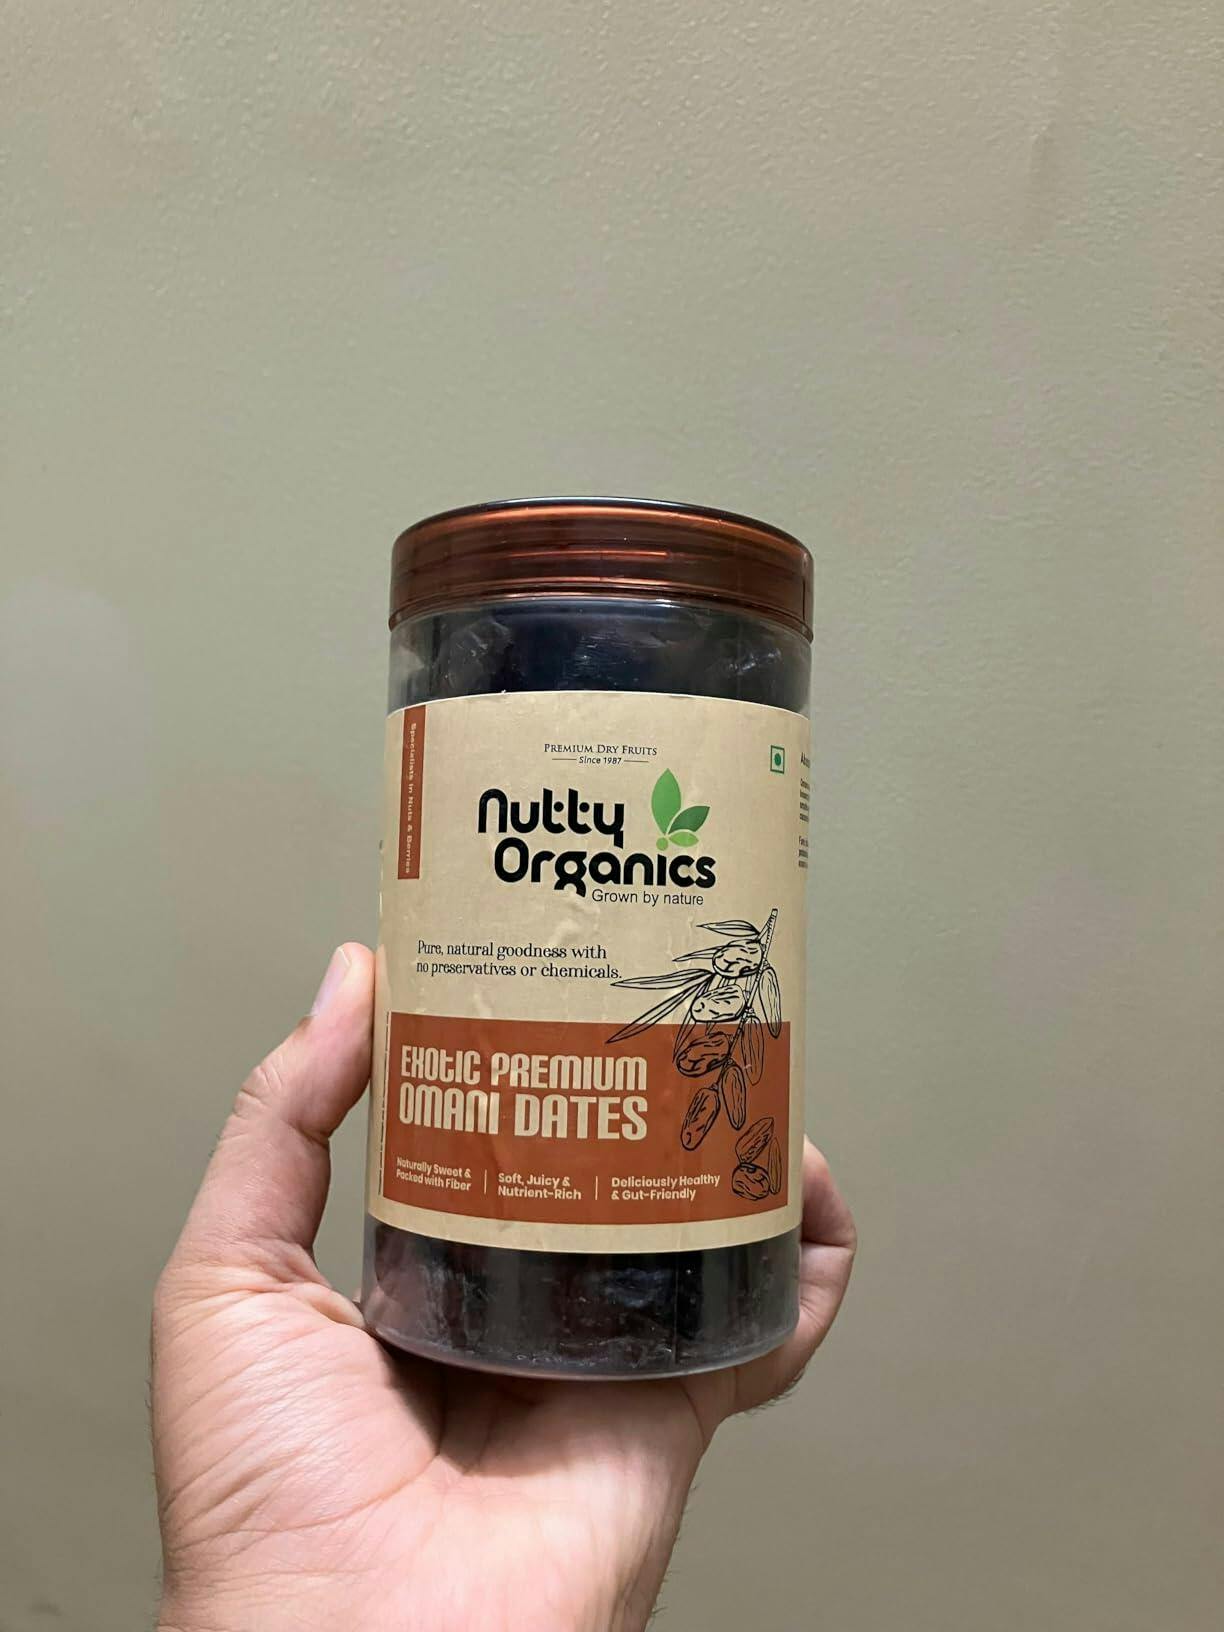 PREMIUM DRY FRUITS
Since 1987
Specialists in Nuts & Berries
Nutty
Organics
Grown by nature
Pure, natural goodness with
no preservatives or chemicals.
EXOTIC PREMIUM
OMANI DATES
Naturally Sweet &
Packed with Fiber
Soft, Juicy &
Nutrient-Rich
Deliciously Healthy
& Gut-Friendly